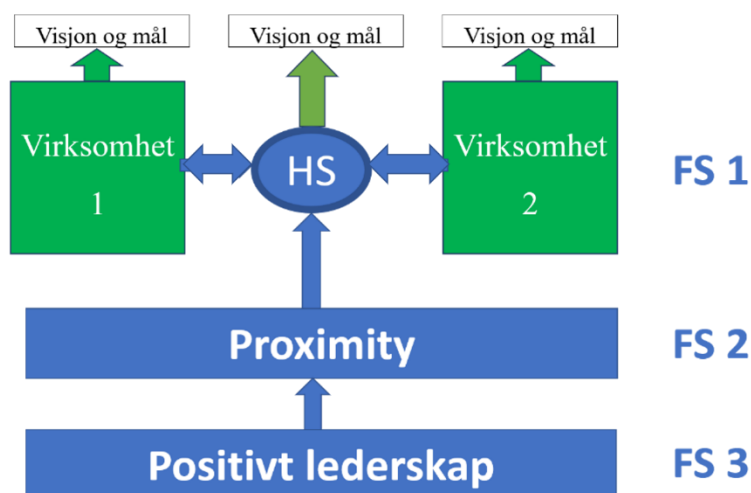 Visjon og mål
Visjon og mål
Visjon og mål
Virksomhet
1
HS
Virksomhet
2
FS 1
Proximity
FS 2
Positivt lederskap
FS 3